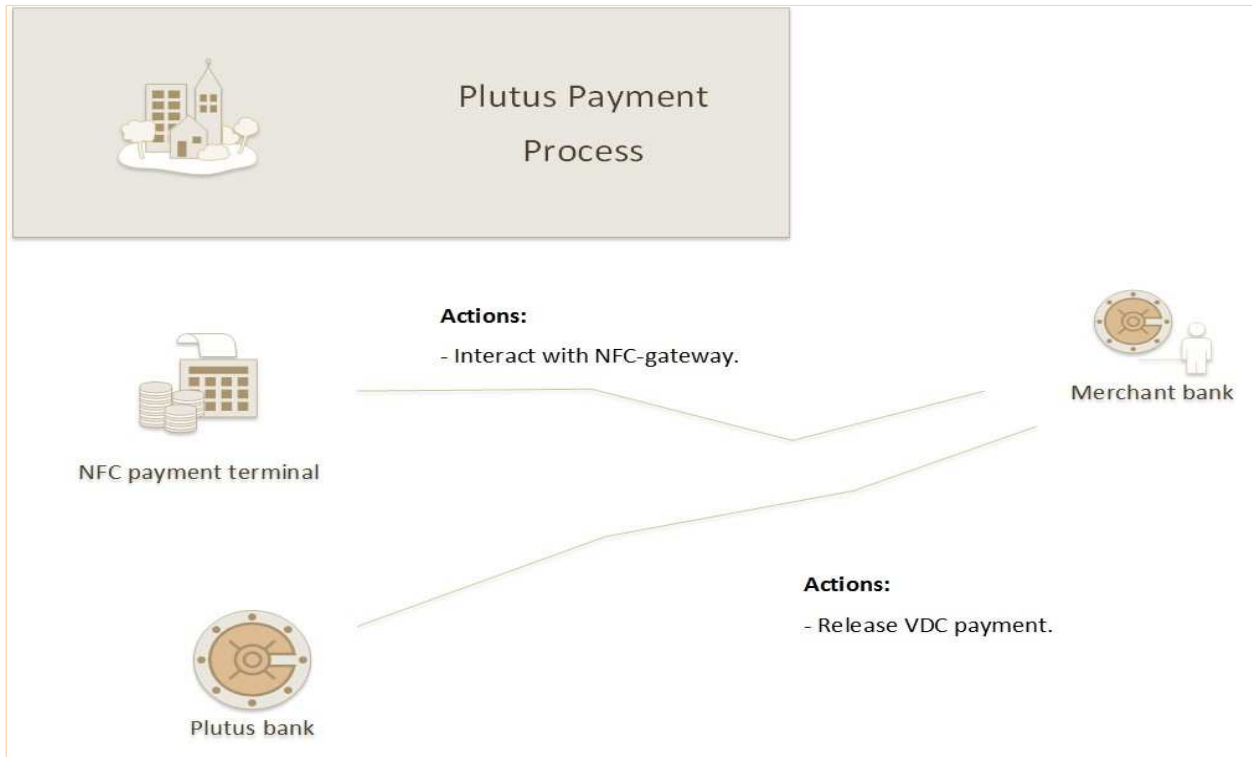 Plutus Payment
Process
Actions:
- Interact with NFC-gateway.
Merchant bank
NFC payment terminal
Actions:
- Release VDC payment.
Plutus bank